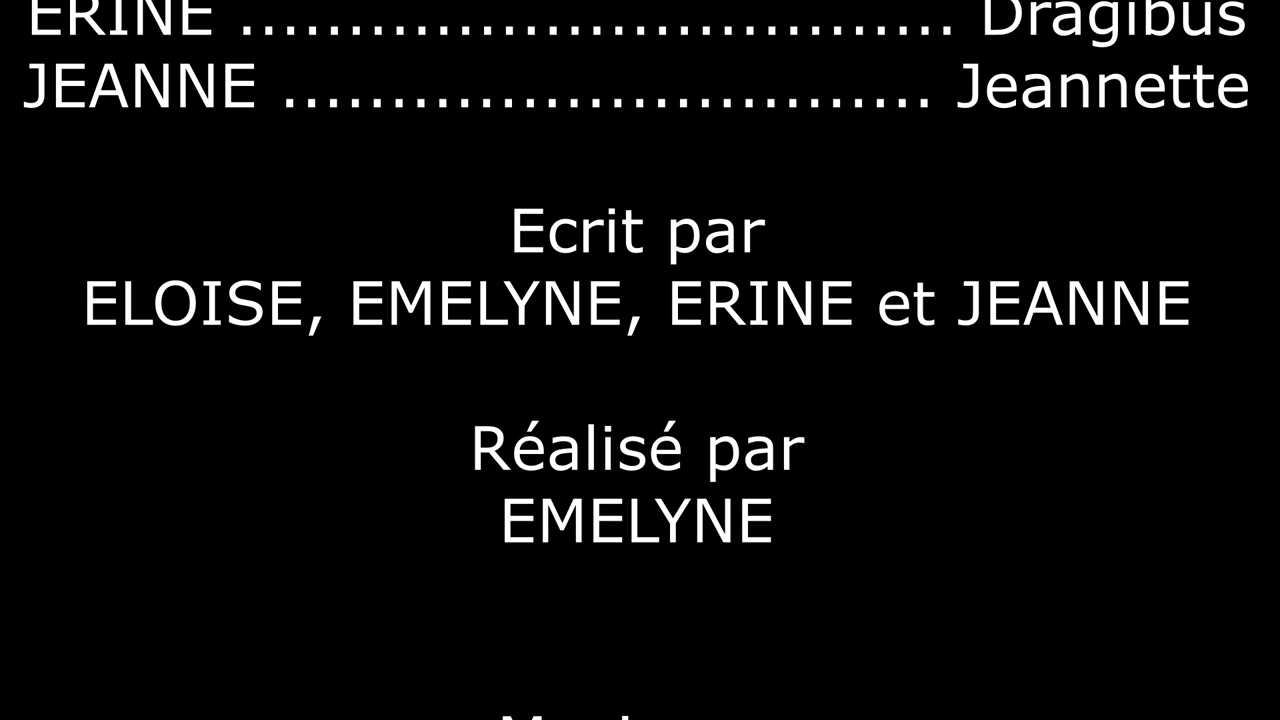 ERINE ................................. Dragibus
JEANNE .............................. Jeannette
Ecrit par
ELOISE, EMELYNE, ERINE et JEANNE
Réalisé par
EMELYNE